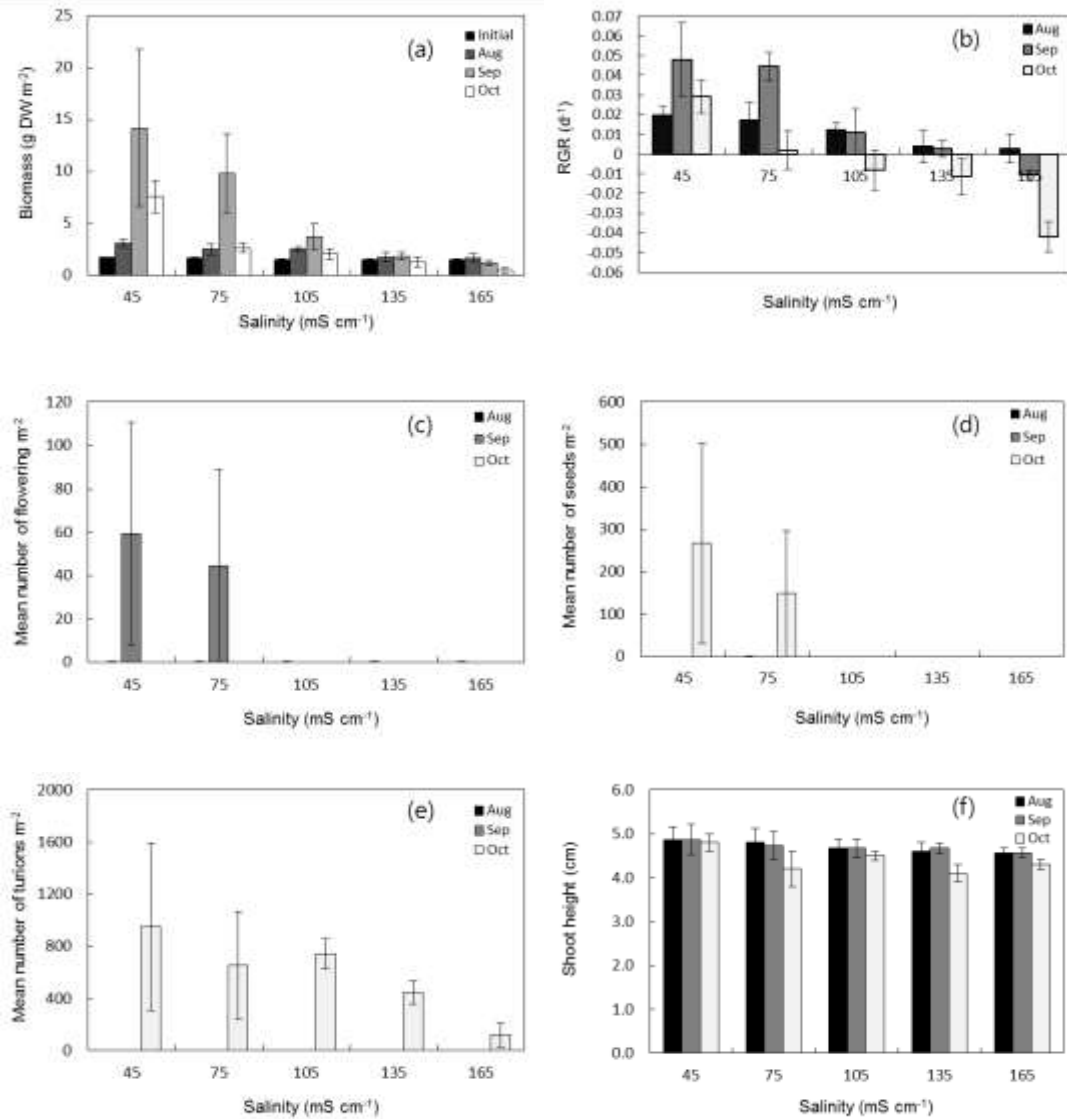 25
20
15
10
5
0
Biomass (g DW m⁻²)
(a)
Initial
Aug
Sep
Oct
45 75 105 135 165
Salinity (mS cm⁻¹)
0.07
0.06
0.05
0.04
0.03
0.02
0.01
0
-0.01
-0.02
-0.03
-0.04
-0.05
-0.06
RGR (d⁻¹)
(b)
Aug
Sep
Oct
45 75 105 135 165
Salinity (mS cm⁻¹)
120
100
80
60
40
20
0
Mean number of flowering m⁻²
(c)
Aug
Sep
Oct
45 75 105 135 165
Salinity (mS cm⁻¹)
600
500
400
300
200
100
0
Mean number of seeds m⁻²
(d)
Aug
Sep
Oct
45 75 105 135 165
Salinity (mS cm⁻¹)
2000
1600
1200
800
400
0
Mean number of turions m⁻²
(e)
Aug
Sep
Oct
45 75 105 135 165
Salinity (mS cm⁻¹)
6.0
5.0
4.0
3.0
2.0
1.0
0.0
Shoot height (cm)
(f)
Aug
Sep
Oct
45 75 105 135 165
Salinity (mS cm⁻¹)